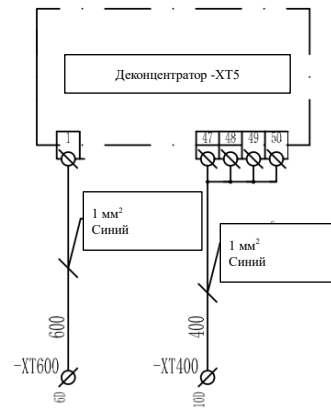 Деконцентратор -XT5
1 47 48 49 50
1 мм²
Синий
1 мм²
Синий
600 400
-XT600 -XT400
6D 10D